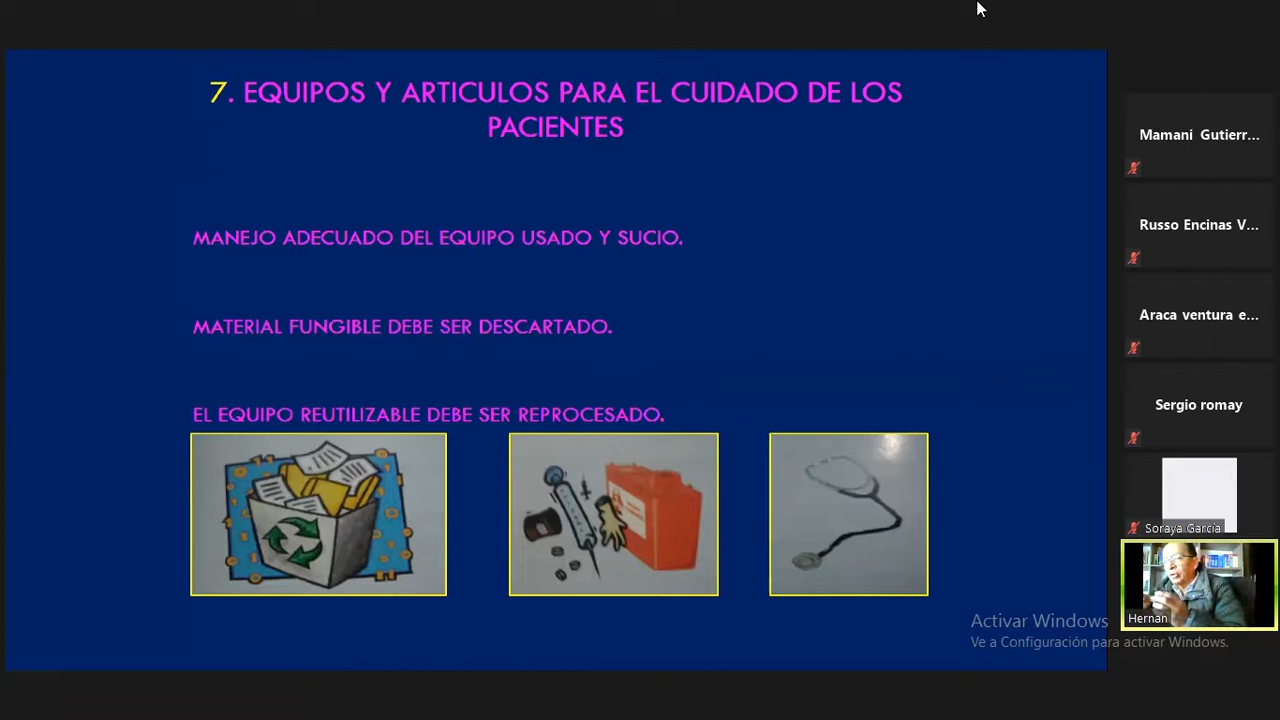 7. EQUIPOS Y ARTICULOS PARA EL CUIDADO DE LOS
PACIENTES
MANEJO ADECUADO DEL EQUIPO USADO Y SUCIO.
MATERIAL FUNGIBLE DEBE SER DESCARTADO.
EL EQUIPO REUTILIZABLE DEBE SER REPROCESADO.
Mamani Gutierr...
Russo Encinas V...
Araca ventura e...
Sergio romay
Soraya Garcia
Hernan
Activar Windows
Ve a Configuración para activar Windows.